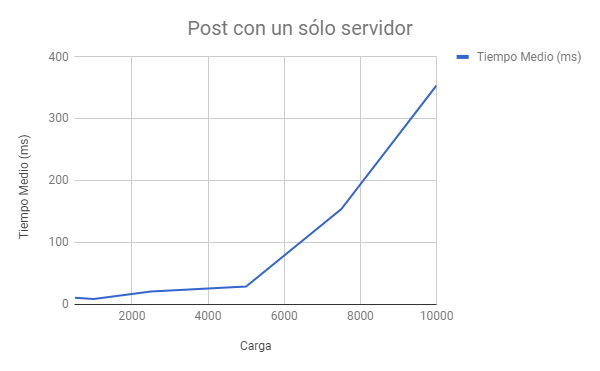 Post con un sólo servidor
Tiempo Medio (ms)
Tiempo Medio (ms)
400
300
200
100
0
2000 4000 6000 8000 10000
Carga